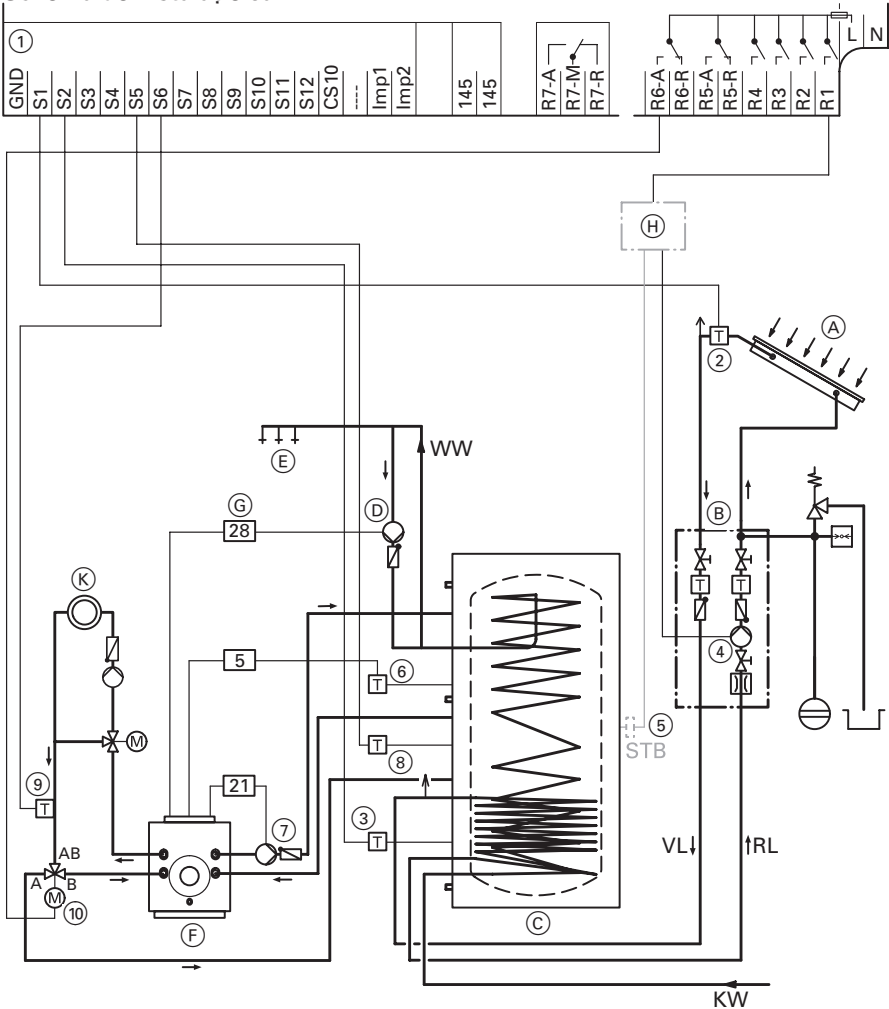 1
GND
S1
S2
S3
S4
S5
S6
S7
S8
S9
S10
S11
S12
CS10
----
Imp1
Imp2
145
145
R7-A
R7-M
R7-R
R6-A
R6-R
R5-A
R5-R
R4
R3
R2
R1
L
N
H
A
T
2
E
WW
G
28
D
B
K
T
T
5
6
T
4
M
5
STB
8
T
9
T
21
3
T
7
VL
RL
AB
A
B
M
10
F
C
KW